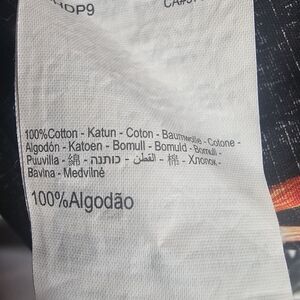 HDP9
100%Cotton - Katun - Coton - Baumwolle - Cotone -
Algodón - Katoen - Bomull - Bomuld - Bomull -
Puuvilla - 綿 - כותנה - القطن - 棉 - Хлопок -
Bavlna - Medvilnė
100%Algodão